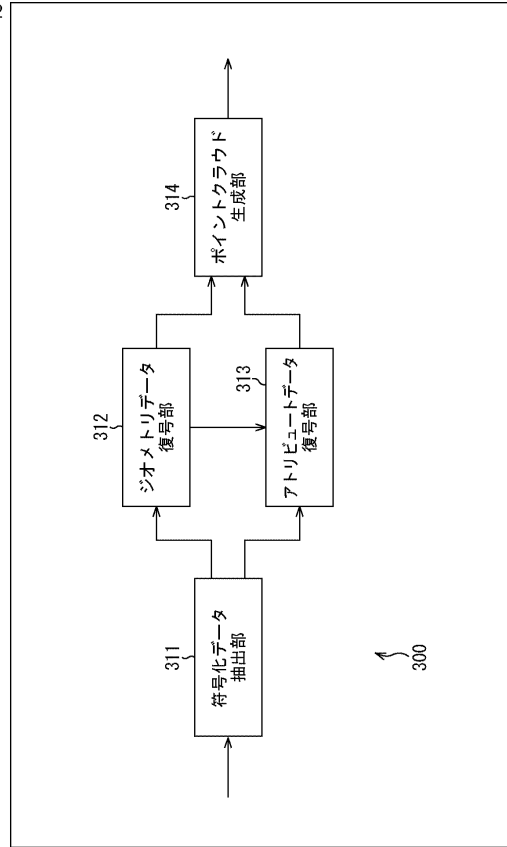 2
311
符号化データ
抽出部
312
ジオメトリデータ
復号部
313
アトリビュートデータ
復号部
314
ポイントクラウド
生成部
300